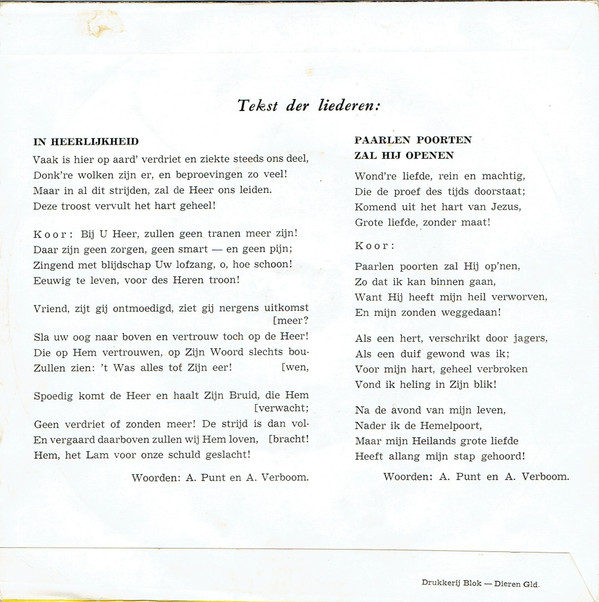 Tekst der liederen:
IN HEERLIJKHEID
Vaak is hier op aard' verdriet en ziekte steeds ons deel,
Donk're wolken zijn er, en beproevingen zo veel!
Maar in al dit strijden, zal de Heer ons leiden.
Deze troost vervult het hart geheel!
Koor: Bij U Heer, zullen geen tranen meer zijn!
Daar zijn geen zorgen, geen smart — en geen pijn;
Zingend met blijdschap Uw lofzang, o, hoe schoon!
Eeuwig te leven, voor des Heren troon!
Vriend, zijt gij ontmoedigd, ziet gij nergens uitkomst
[meer?
Sla uw oog naar boven en vertrouw toch op de Heer!
Die op Hem vertrouwen, op Zijn Woord slechts bou-
Zullen zien: 't Was alles tot Zijn eer! [wen,
Spoedig komt de Heer en haalt Zijn Bruid, die Hem
[verwacht;
Geen verdriet of zonden meer! De strijd is dan vol-
En vergaard daarboven zullen wij Hem loven, [bracht!
Hem, het Lam voor onze schuld geslacht!
Woorden: A. Punt en A. Verboom.
PAARLEN POORTEN
ZAL HIJ OPENEN
Wond're liefde, rein en machtig,
Die de proef des tijds doorstaat;
Komend uit het hart van Jezus,
Grote liefde, zonder maat!
Koor:
Paarlen poorten zal Hij op'nen,
Zo dat ik kan binnen gaan,
Want Hij heeft mijn heil verworven,
En mijn zonden weggedaan!
Als een hert, verschrikt door jagers,
Als een duif gewond was ik;
Voor mijn hart, geheel verbroken
Vond ik heling in Zijn blik!
Na de avond van mijn leven,
Nader ik de Hemelpoort,
Maar mijn Heilands grote liefde
Heeft allang mijn stap gehoord!
Woorden: A. Punt en A. Verboom.
Drukkerij Blok — Dieren Gld.